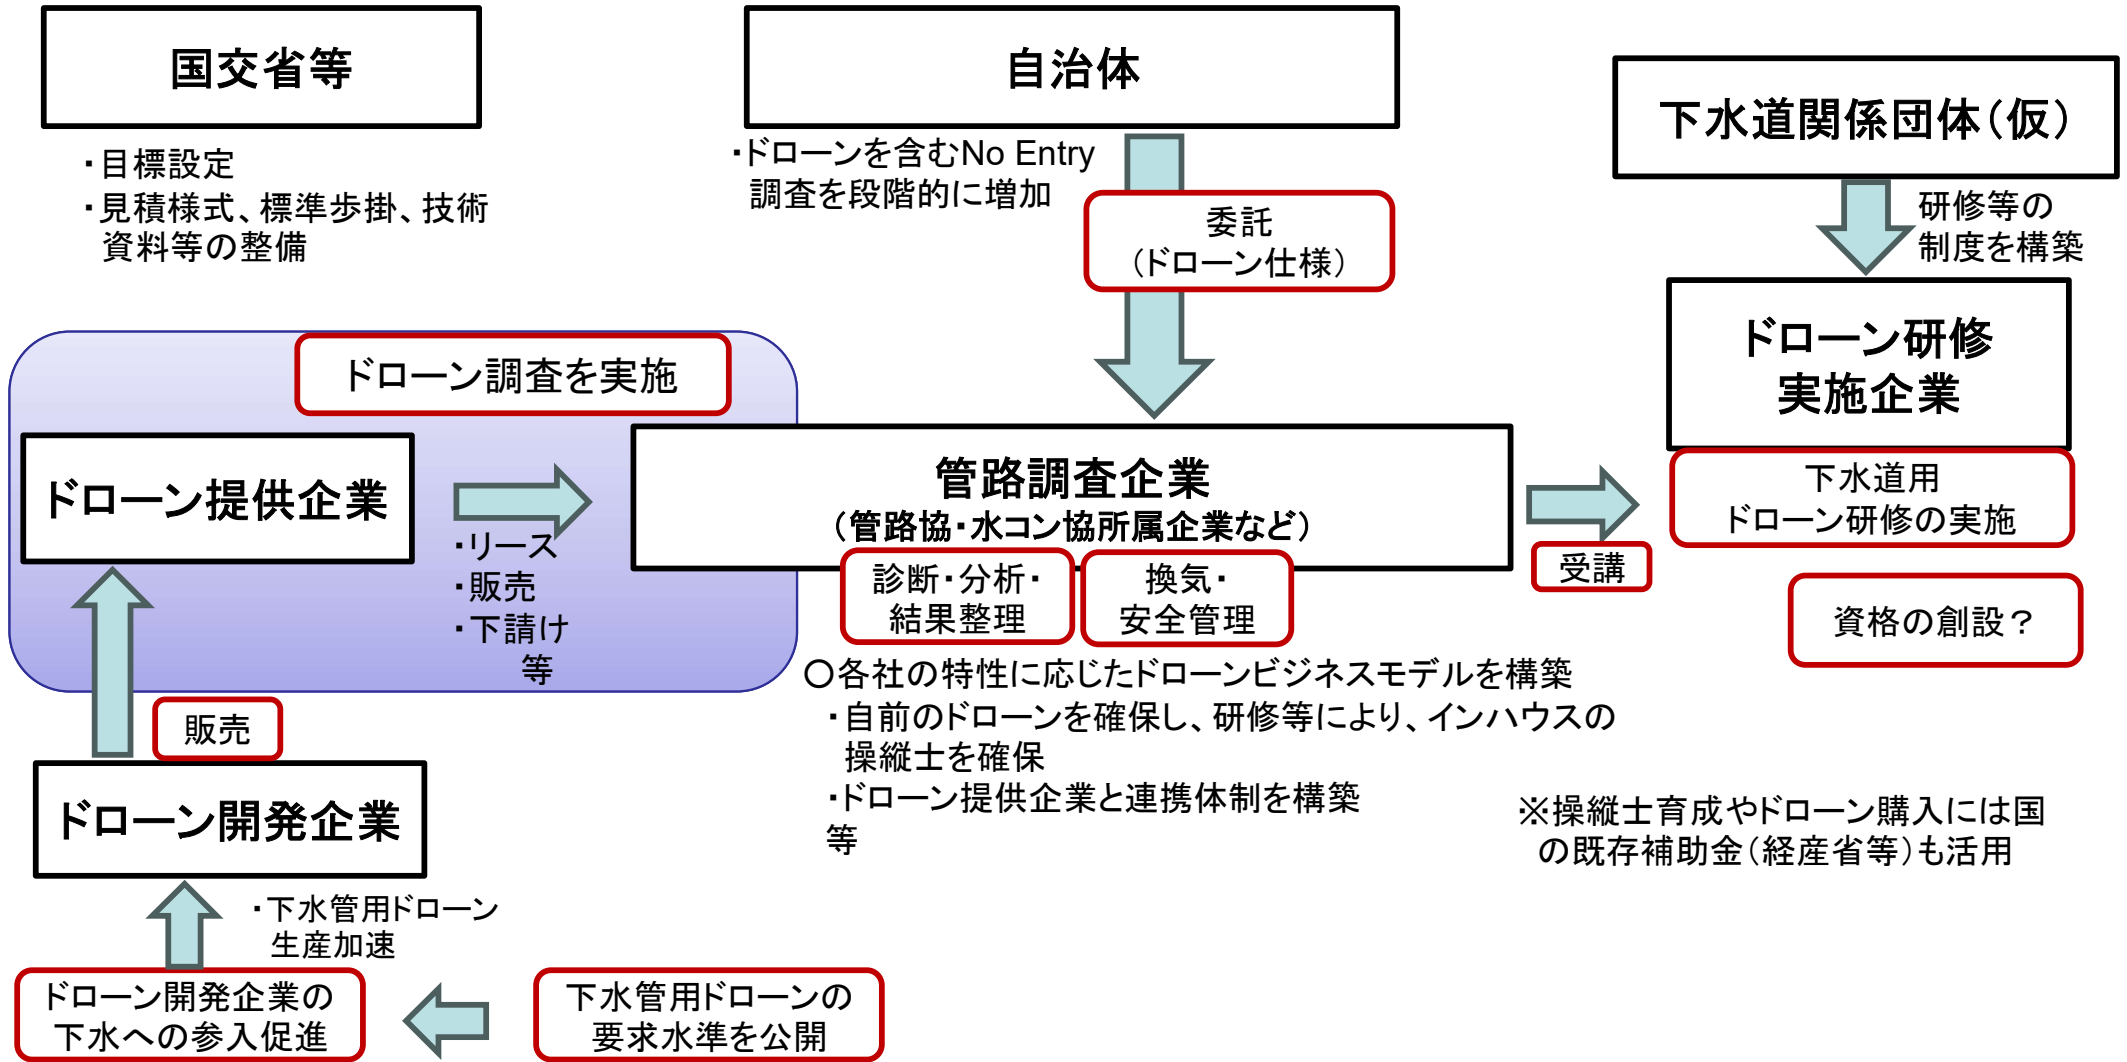 国交省等
・目標設定
・見積様式、標準歩掛、技術
資料等の整備
自治体
・ドローンを含むNo Entry
調査を段階的に増加
委託
（ドローン仕様）
下水道関係団体（仮）
研修等の
制度を構築
ドローン研修
実施企業
下水道用
ドローン研修の実施
資格の創設？
ドローン調査を実施
ドローン提供企業
・リース
・販売
・下請け
等
管路調査企業
（管路協・水コン協所属企業など）
診断・分析・
結果整理
換気・
安全管理
受講
〇各社の特性に応じたドローンビジネスモデルを構築
・自前のドローンを確保し、研修等により、インハウスの
操縦士を確保
・ドローン提供企業と連携体制を構築
等
販売
ドローン開発企業
・下水管用ドローン
生産加速
ドローン開発企業の
下水への参入促進
下水管用ドローンの
要求水準を公開
※操縦士育成やドローン購入には国
の既存補助金（経産省等）も活用